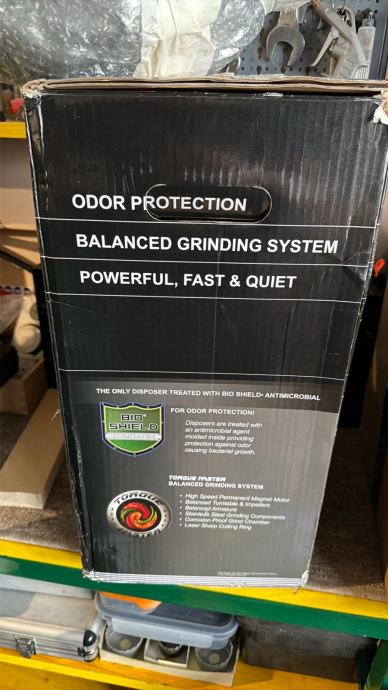 ODOR PROTECTION
BALANCED GRINDING SYSTEM
POWERFUL, FAST & QUIET
THE ONLY DISPOSER TREATED WITH BIO SHIELD® ANTIMICROBIAL
FOR ODOR PROTECTION!
BIO
SHIELD
Disposers are treated with
an antimicrobial agent
molded inside providing
protection against odor
causing bacterial growth.
TORQUE MASTER
BALANCED GRINDING SYSTEM
TORQUE
• High Speed Permanent Magnet Motor
• Balanced Turntable & Impellers
• Balanced Armature
• Stainless Steel Grinding Components
• Corrosion Proof Grind Chamber
• Laser Sharp Cutting Ring